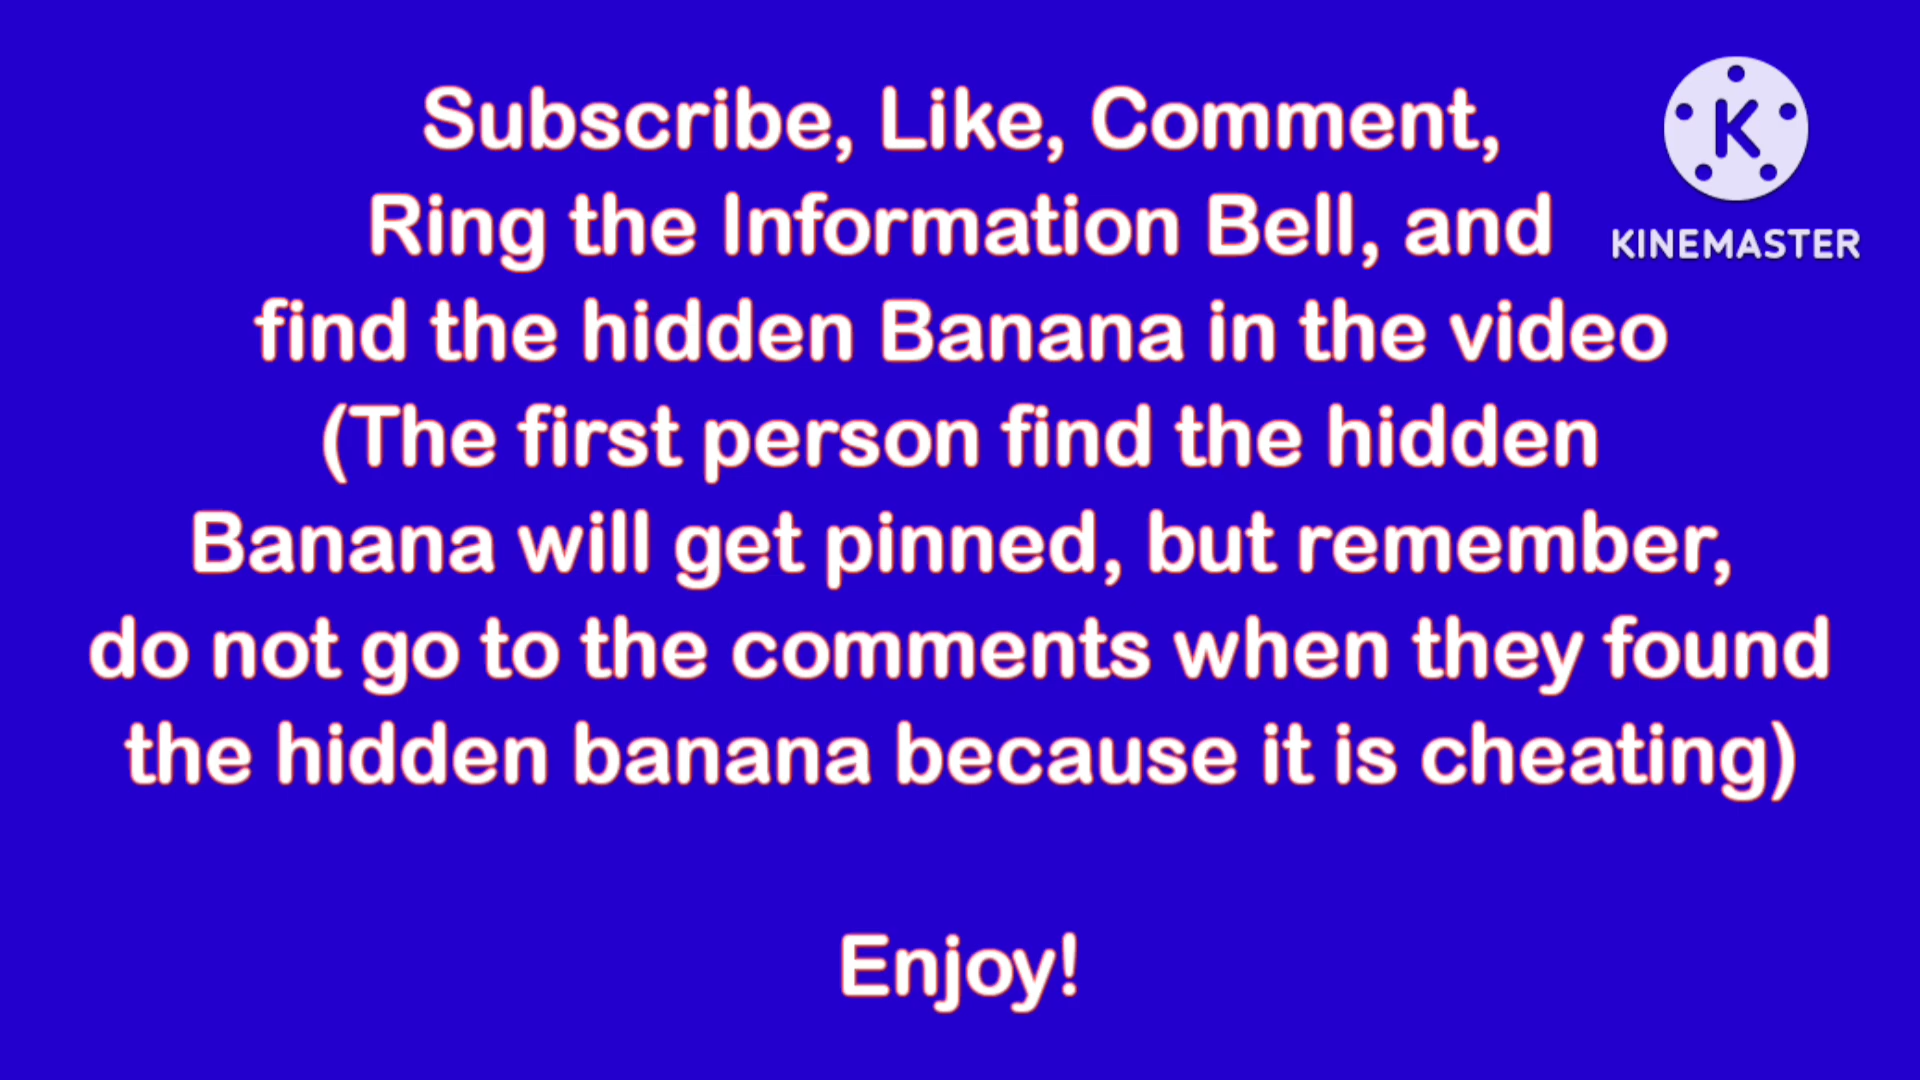 Subscribe, Like, Comment,
Ring the Information Bell, and
find the hidden Banana in the video
(The first person find the hidden
Banana will get pinned, but remember,
do not go to the comments when they found
the hidden banana because it is cheating)
Enjoy!
K
KINEMASTER